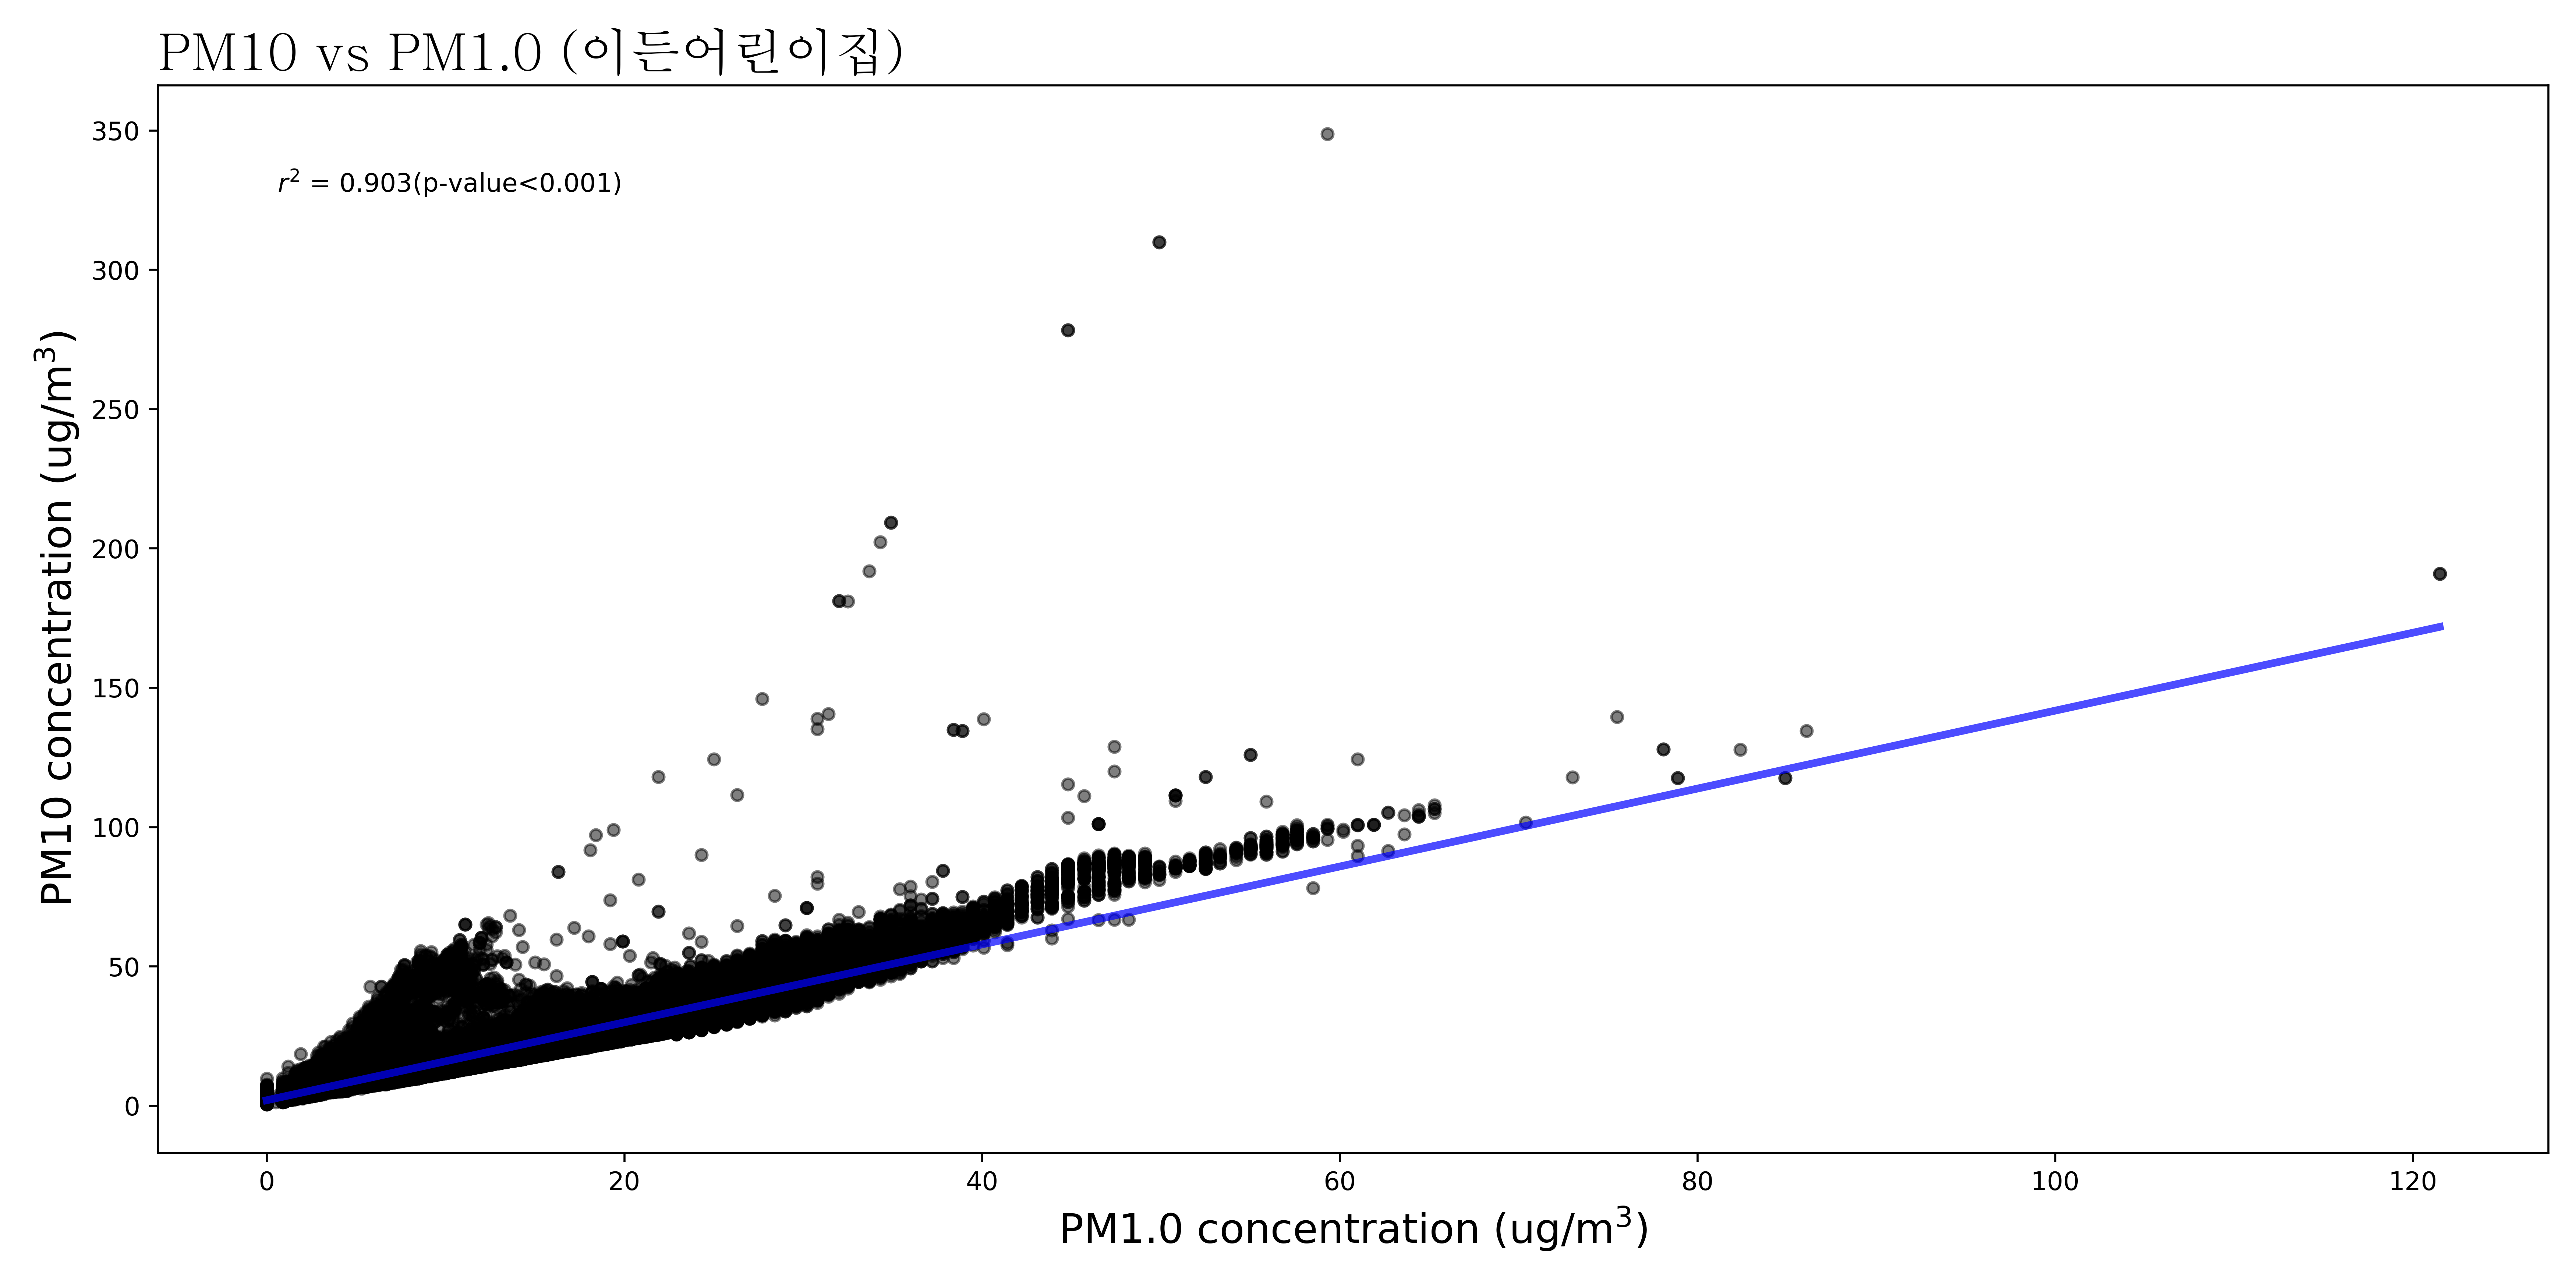 PM10 vs PM1.0 (이든어린이집)
350
r² = 0.903(p-value<0.001)
300
250
200
150
100
50
0
PM10 concentration (ug/m³)
0 20 40 60 80 100 120
PM1.0 concentration (ug/m³)